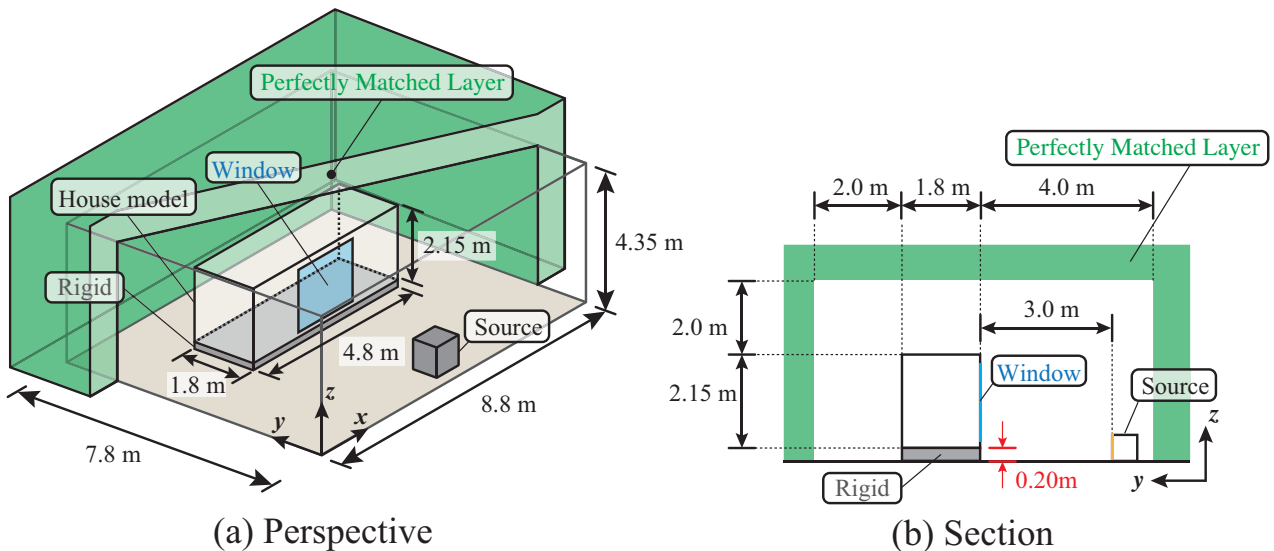 Perfectly Matched Layer
Window
House model
Rigid
2.15 m
4.35 m
Source
4.8 m
1.8 m
z
y
x
8.8 m
7.8 m
(a) Perspective
Perfectly Matched Layer
2.0 m
1.8 m
4.0 m
2.0 m
3.0 m
Window
2.15 m
Source
z
Rigid
0.20m
y
(b) Section